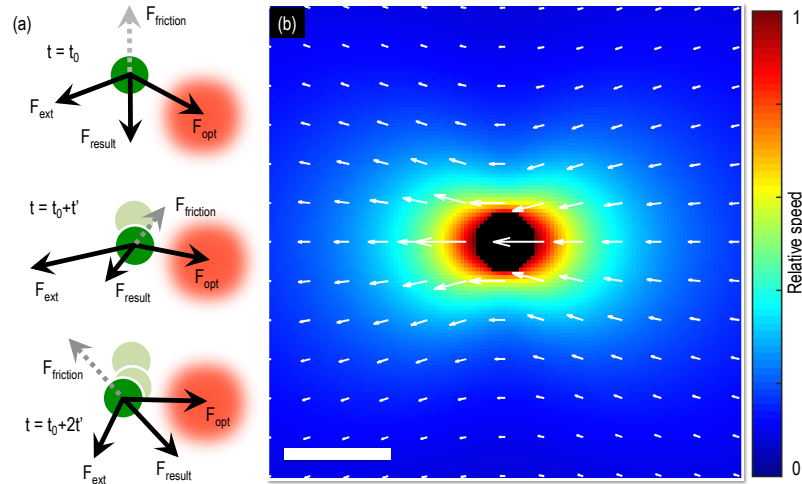 (a)
F_friction
t = t_0
F_ext
F_result
F_opt
t = t_0+t'
F_friction
F_ext
F_result
F_opt
F_friction
t = t_0+2t'
F_opt
F_ext
F_result
(b)
1
Relative speed
0